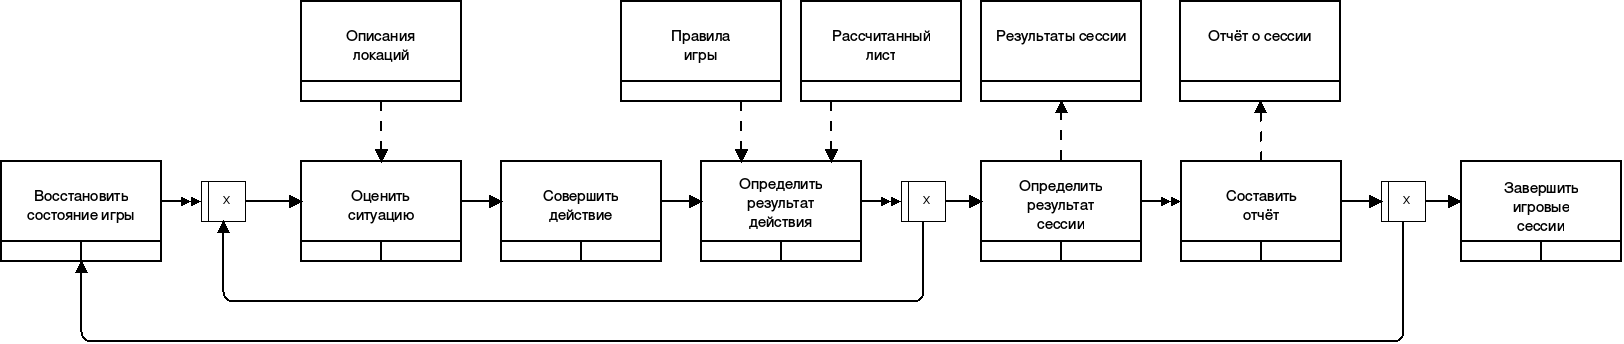 Описания
локаций
Правила
игры
Рассчитанный
лист
Результаты сессии
Отчёт о сессии
Восстановить
состояние игры
X
Оценить
ситуацию
Совершить
действие
Определить
результат
действия
X
Определить
результат
сессии
Составить
отчёт
X
Завершить
игровые
сессии